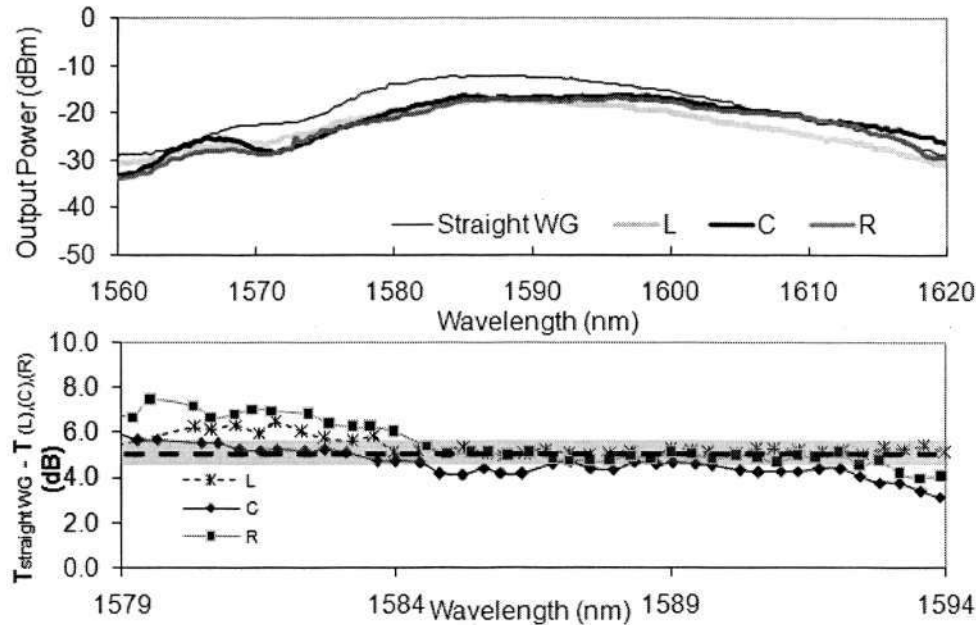 Output Power (dBm)
0
-10
-20
-30
-40
-50
Straight WG L C R
1560 1570 1580 1590 1600 1610 1620
Wavelength (nm)
TstraightWG - T(L),(C),(R)
(dB)
10.0
8.0
6.0
4.0
2.0
0.0
L
C
R
1579 1584 1589 1594
Wavelength (nm)